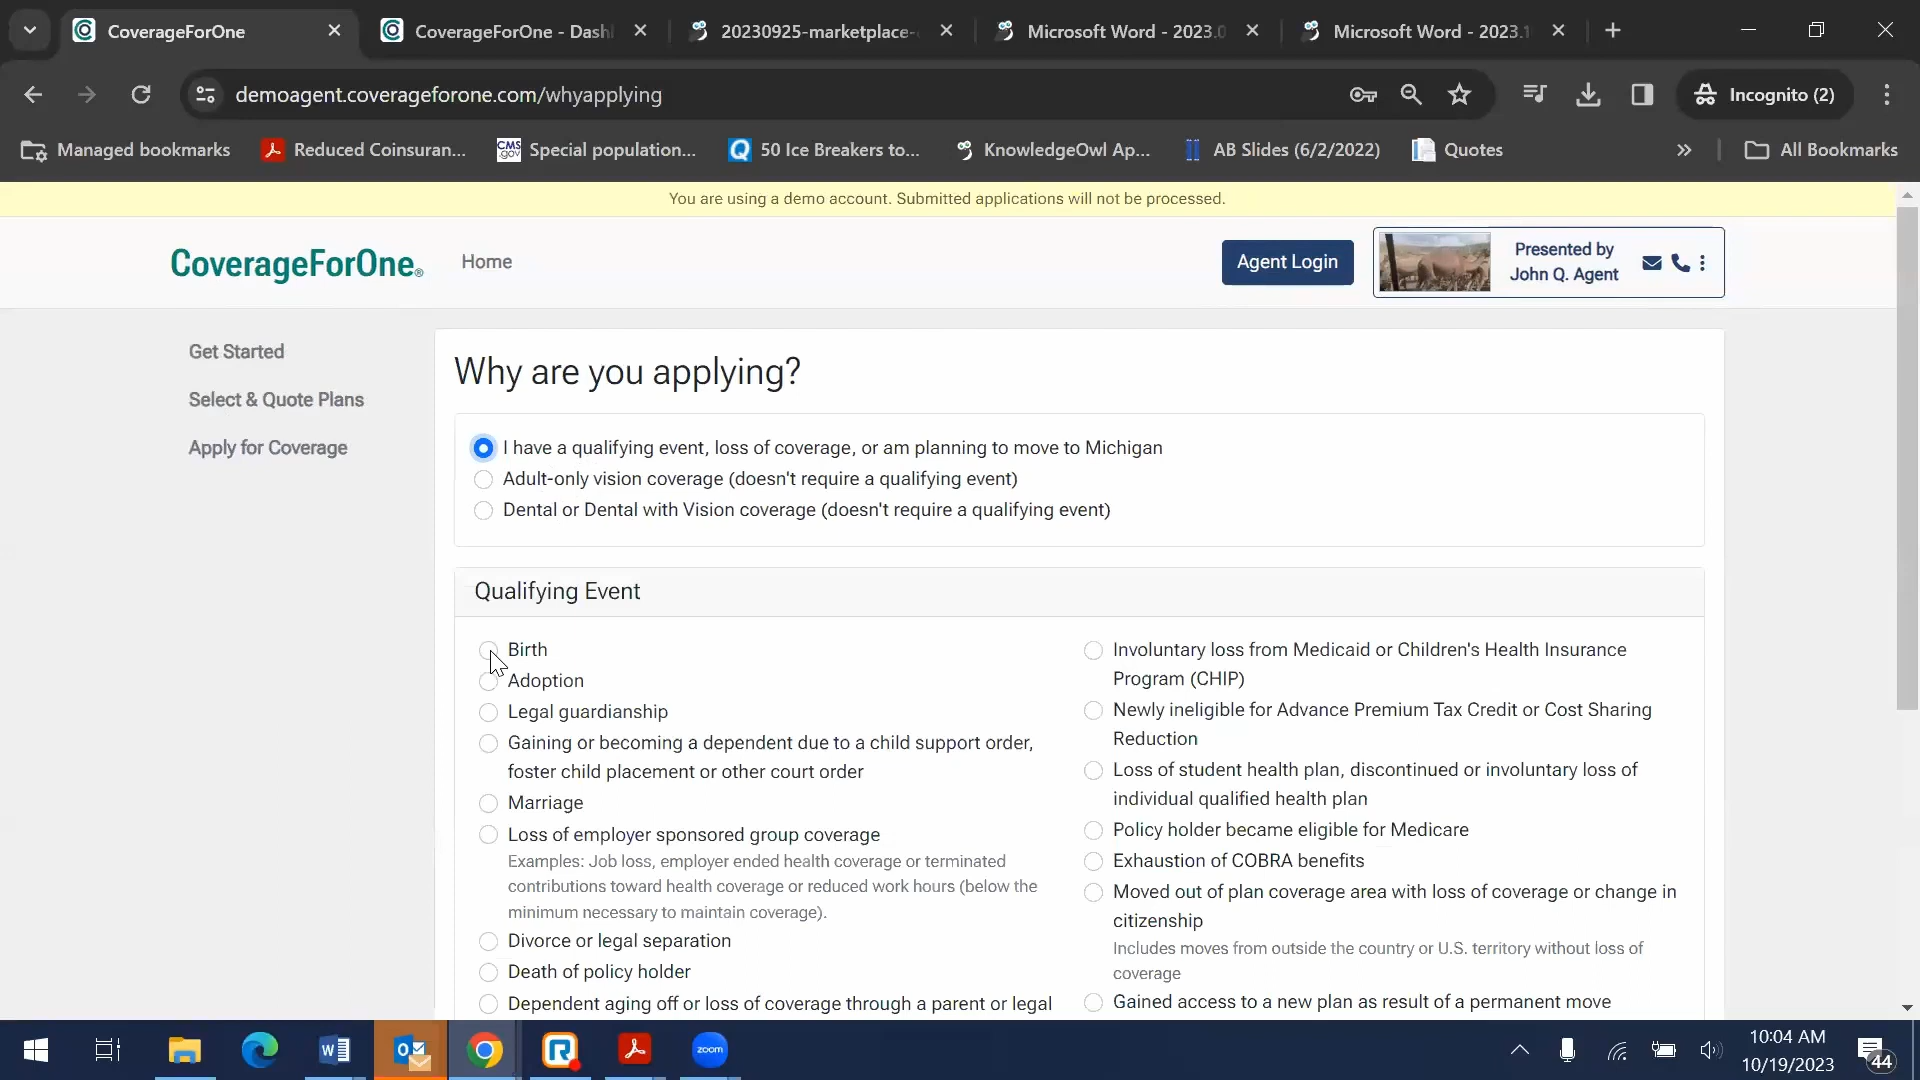 CoverageForOne
CoverageForOne - Dash
20230925-marketplace-
Microsoft Word - 2023.0
Microsoft Word - 2023.1
demoagent.coverageforone.com/whyapplying
Incognito (2)
Managed bookmarks
Reduced Coinsuran...
CMS.gov
Special population...
50 Ice Breakers to...
KnowledgeOwl Ap...
AB Slides (6/2/2022)
Quotes
All Bookmarks
You are using a demo account. Submitted applications will not be processed.
CoverageForOne®
Home
Agent Login
Presented by
John Q. Agent
Get Started
Select & Quote Plans
Apply for Coverage
Why are you applying?
I have a qualifying event, loss of coverage, or am planning to move to Michigan
Adult-only vision coverage (doesn't require a qualifying event)
Dental or Dental with Vision coverage (doesn't require a qualifying event)
Qualifying Event
Birth
Adoption
Legal guardianship
Gaining or becoming a dependent due to a child support order,
foster child placement or other court order
Marriage
Loss of employer sponsored group coverage
Examples: Job loss, employer ended health coverage or terminated
contributions toward health coverage or reduced work hours (below the
minimum necessary to maintain coverage).
Divorce or legal separation
Death of policy holder
Dependent aging off or loss of coverage through a parent or legal
Involuntary loss from Medicaid or Children's Health Insurance
Program (CHIP)
Newly ineligible for Advance Premium Tax Credit or Cost Sharing
Reduction
Loss of student health plan, discontinued or involuntary loss of
individual qualified health plan
Policy holder became eligible for Medicare
Exhaustion of COBRA benefits
Moved out of plan coverage area with loss of coverage or change in
citizenship
Includes moves from outside the country or U.S. territory without loss of
coverage
Gained access to a new plan as result of a permanent move
zoom
10:04 AM
10/19/2023
44